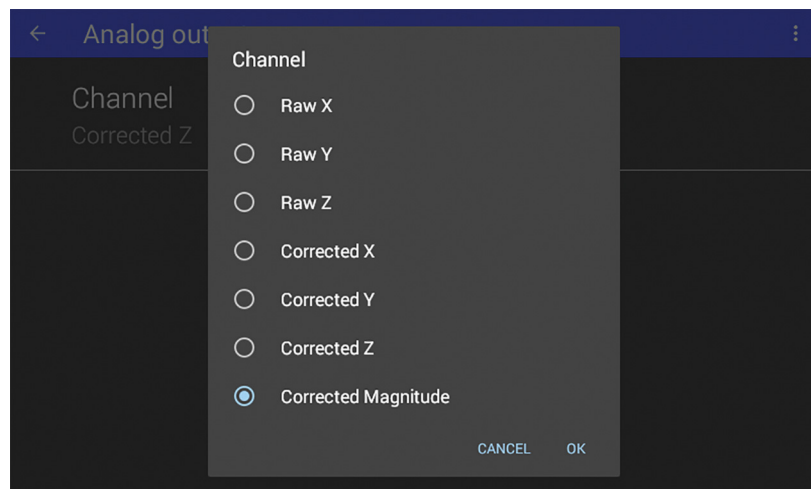 Analog out
Channel
Corrected Z
Channel
Raw X
Raw Y
Raw Z
Corrected X
Corrected Y
Corrected Z
Corrected Magnitude
CANCEL OK